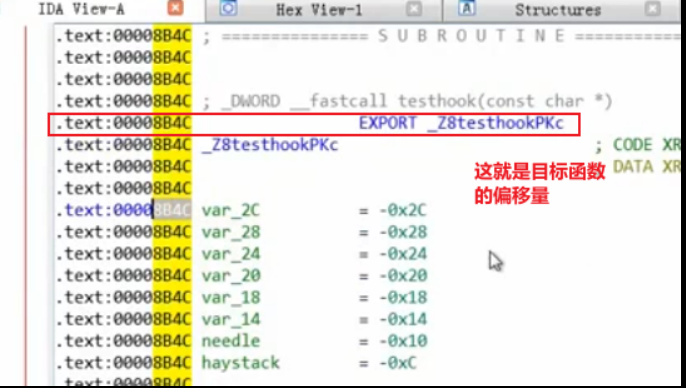 IDA View-A Hex View-1 Structures
.text:00008B4C ; =============== S U B R O U T I N E ===========
.text:00008B4C
.text:00008B4C
.text:00008B4C ; _DWORD __fastcall testhook(const char *)
.text:00008B4C EXPORT _Z8testhookPKc
.text:00008B4C _Z8testhookPKc ; CODE XR
.text:00008B4C DATA XR
.text:00008B4C
这就是目标函数
的偏移量
.text:00008B4C var_2C = -0x2C
.text:00008B4C var_28 = -0x28
.text:00008B4C var_24 = -0x24
.text:00008B4C var_20 = -0x20
.text:00008B4C var_18 = -0x18
.text:00008B4C var_14 = -0x14
.text:00008B4C needle = -0x10
.text:00008B4C haystack = -0xC
.text:00008B4C